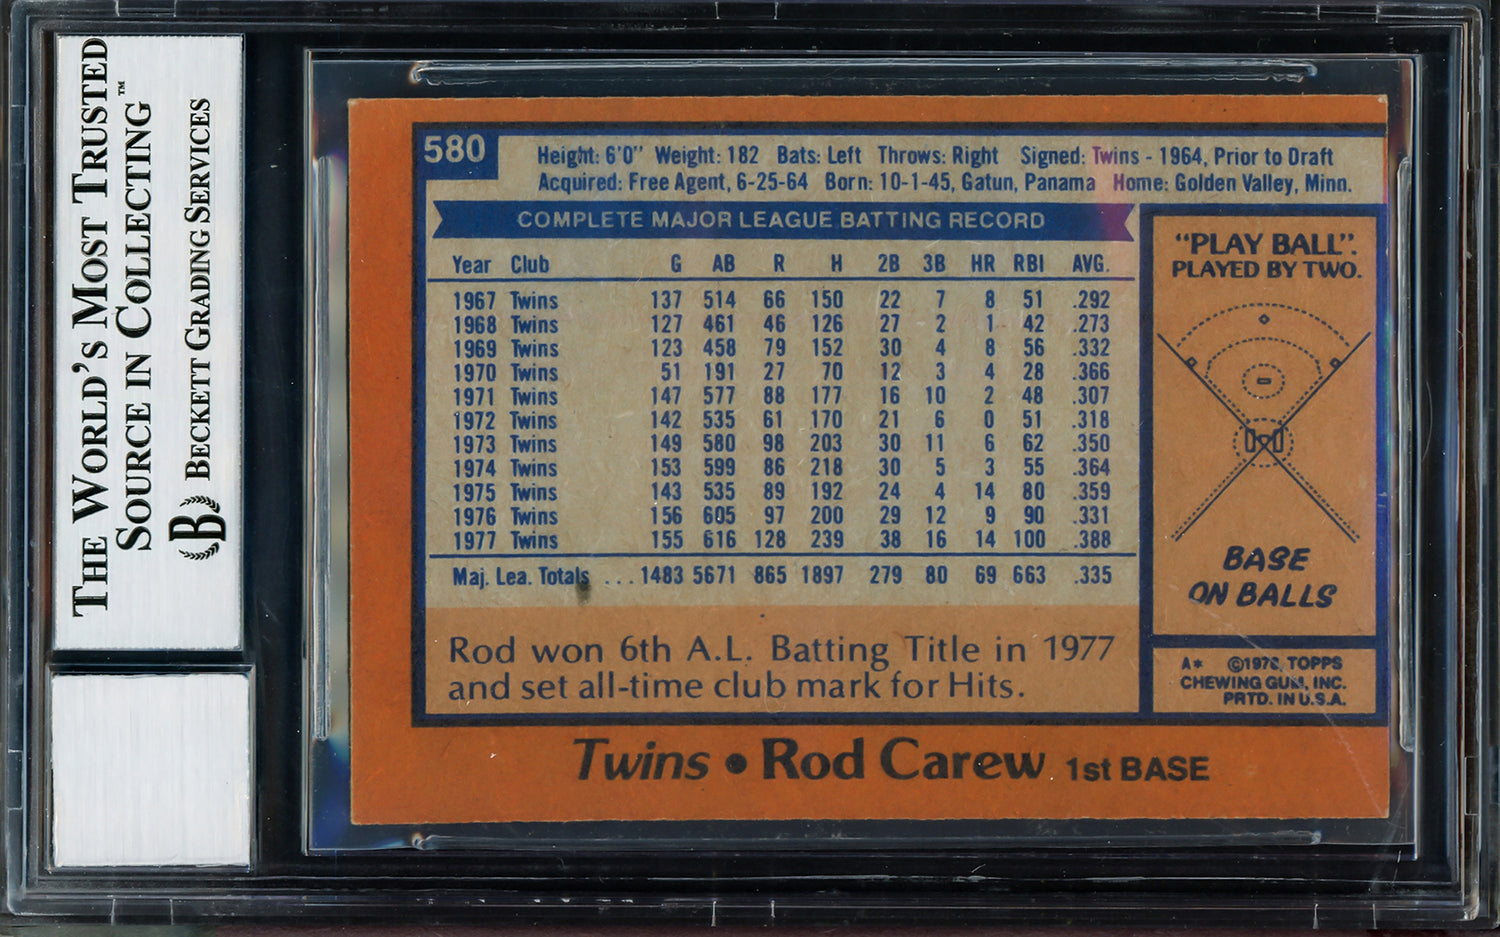 THE WORLD'S MOST TRUSTED
SOURCE IN COLLECTING™
BECKETT GRADING SERVICES
B
580
Height: 6'0" Weight: 182 Bats: Left Throws: Right Signed: Twins - 1964, Prior to Draft
Acquired: Free Agent, 6-25-64 Born: 10-1-45, Gatun, Panama Home: Golden Valley, Minn.
COMPLETE MAJOR LEAGUE BATTING RECORD
Year Club G AB R H 2B 3B HR RBI AVG.
1967 Twins 137 514 66 150 22 7 8 51 .292
1968 Twins 127 461 46 126 27 2 1 42 .273
1969 Twins 123 458 79 152 30 4 8 56 .332
1970 Twins 51 191 27 70 12 3 4 28 .366
1971 Twins 147 577 88 177 16 10 2 48 .307
1972 Twins 142 535 61 170 21 6 0 51 .318
1973 Twins 149 580 98 203 30 11 6 62 .350
1974 Twins 153 599 86 218 30 5 3 55 .364
1975 Twins 143 535 89 192 24 4 14 80 .359
1976 Twins 156 605 97 200 29 12 9 90 .331
1977 Twins 155 616 128 239 38 16 14 100 .388
Maj. Lea. Totals ... 1483 5671 865 1897 279 80 69 663 .335
Rod won 6th A.L. Batting Title in 1977
and set all-time club mark for Hits.
"PLAY BALL".
PLAYED BY TWO.
BASE
ON BALLS
A* ©1978, TOPPS
CHEWING GUM, INC.
PRTD. IN U.S.A.
Twins • Rod Carew 1st BASE